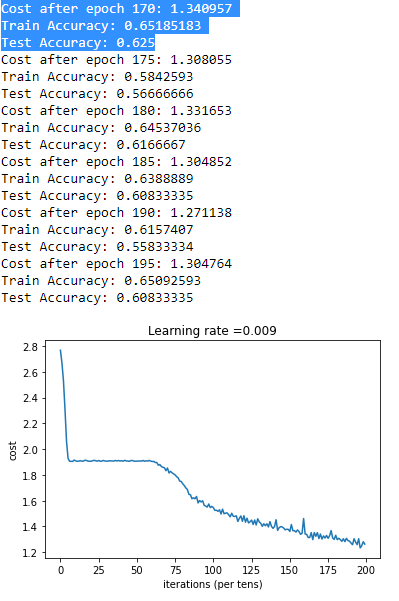 Cost after epoch 170: 1.340957
Train Accuracy: 0.65185183
Test Accuracy: 0.625
Cost after epoch 175: 1.308055
Train Accuracy: 0.5842593
Test Accuracy: 0.56666666
Cost after epoch 180: 1.331653
Train Accuracy: 0.64537036
Test Accuracy: 0.6166667
Cost after epoch 185: 1.304852
Train Accuracy: 0.6388889
Test Accuracy: 0.60833335
Cost after epoch 190: 1.271138
Train Accuracy: 0.6157407
Test Accuracy: 0.55833334
Cost after epoch 195: 1.304764
Train Accuracy: 0.65092593
Test Accuracy: 0.60833335
Learning rate =0.009
2.8
2.6
2.4
2.2
2.0
1.8
1.6
1.4
1.2
cost
0 25 50 75 100 125 150 175 200
iterations (per tens)